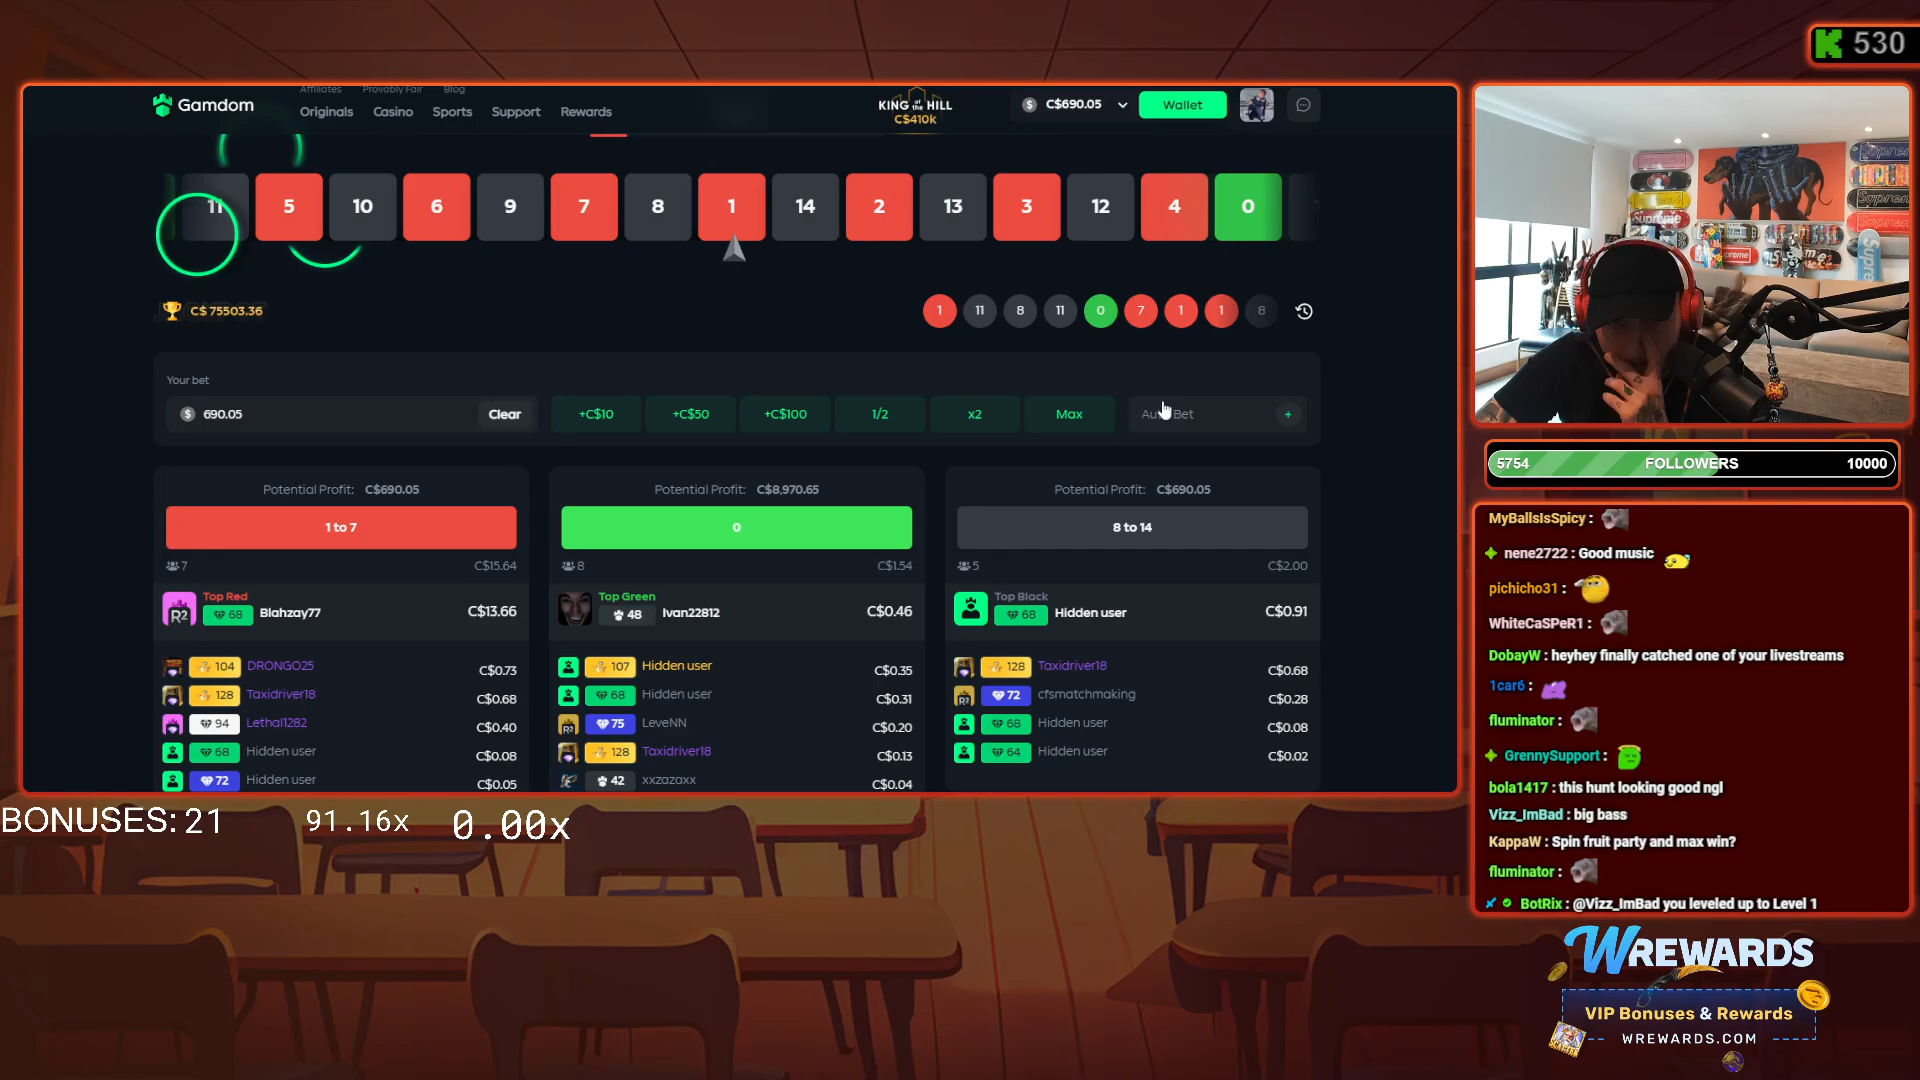 530
Affiliates Provably Fair Blog
Gamdom
Originals Casino Sports Support Rewards
KING of the HILL
C$410k
C$690.05
Wallet
11 5 10 6 9 7 8 1 14 2 13 3 12 4 0
C$ 75503.36
1 11 8 11 0 7 1 1 8
Your bet
690.05 Clear
+C$10 +C$50 +C$100 1/2 x2 Max
Potential Profit: C$690.05
1 to 7
7 C$15.64
Top Red
68 Blahzay77 C$13.66
104 DRONGO25 C$0.73
128 Taxidriver18 C$0.68
94 Lethal1282 C$0.40
68 Hidden user C$0.08
72 Hidden user C$0.05
Potential Profit: C$8,970.65
0
8 C$1.54
Top Green
48 Ivan22812 C$0.46
107 Hidden user C$0.35
68 Hidden user C$0.31
75 LeveNN C$0.20
128 Taxidriver18 C$0.13
42 xxzazaxx C$0.04
Potential Profit: C$690.05
8 to 14
5 C$2.00
Top Black
68 Hidden user C$0.91
128 Taxidriver18 C$0.68
72 cfsmatchmaking C$0.28
68 Hidden user C$0.08
64 Hidden user C$0.02
BONUSES: 21 91.16x 0.00x
Supreme
5754 FOLLOWERS 10000
MyBallsIsSpicy :
nene2722 : Good music
pichicho31 :
WhiteCaSPeR1 :
DobayW : heyhey finally catched one of your livestreams
1car6 :
fluminator :
GrennySupport :
bola1417 : this hunt looking good ngl
Vizz_ImBad : big bass
KappaW : Spin fruit party and max win?
fluminator :
BotRix : @Vizz_ImBad you leveled up to Level 1
WREWARDS
VIP Bonuses & Rewards
WREWARDS.COM